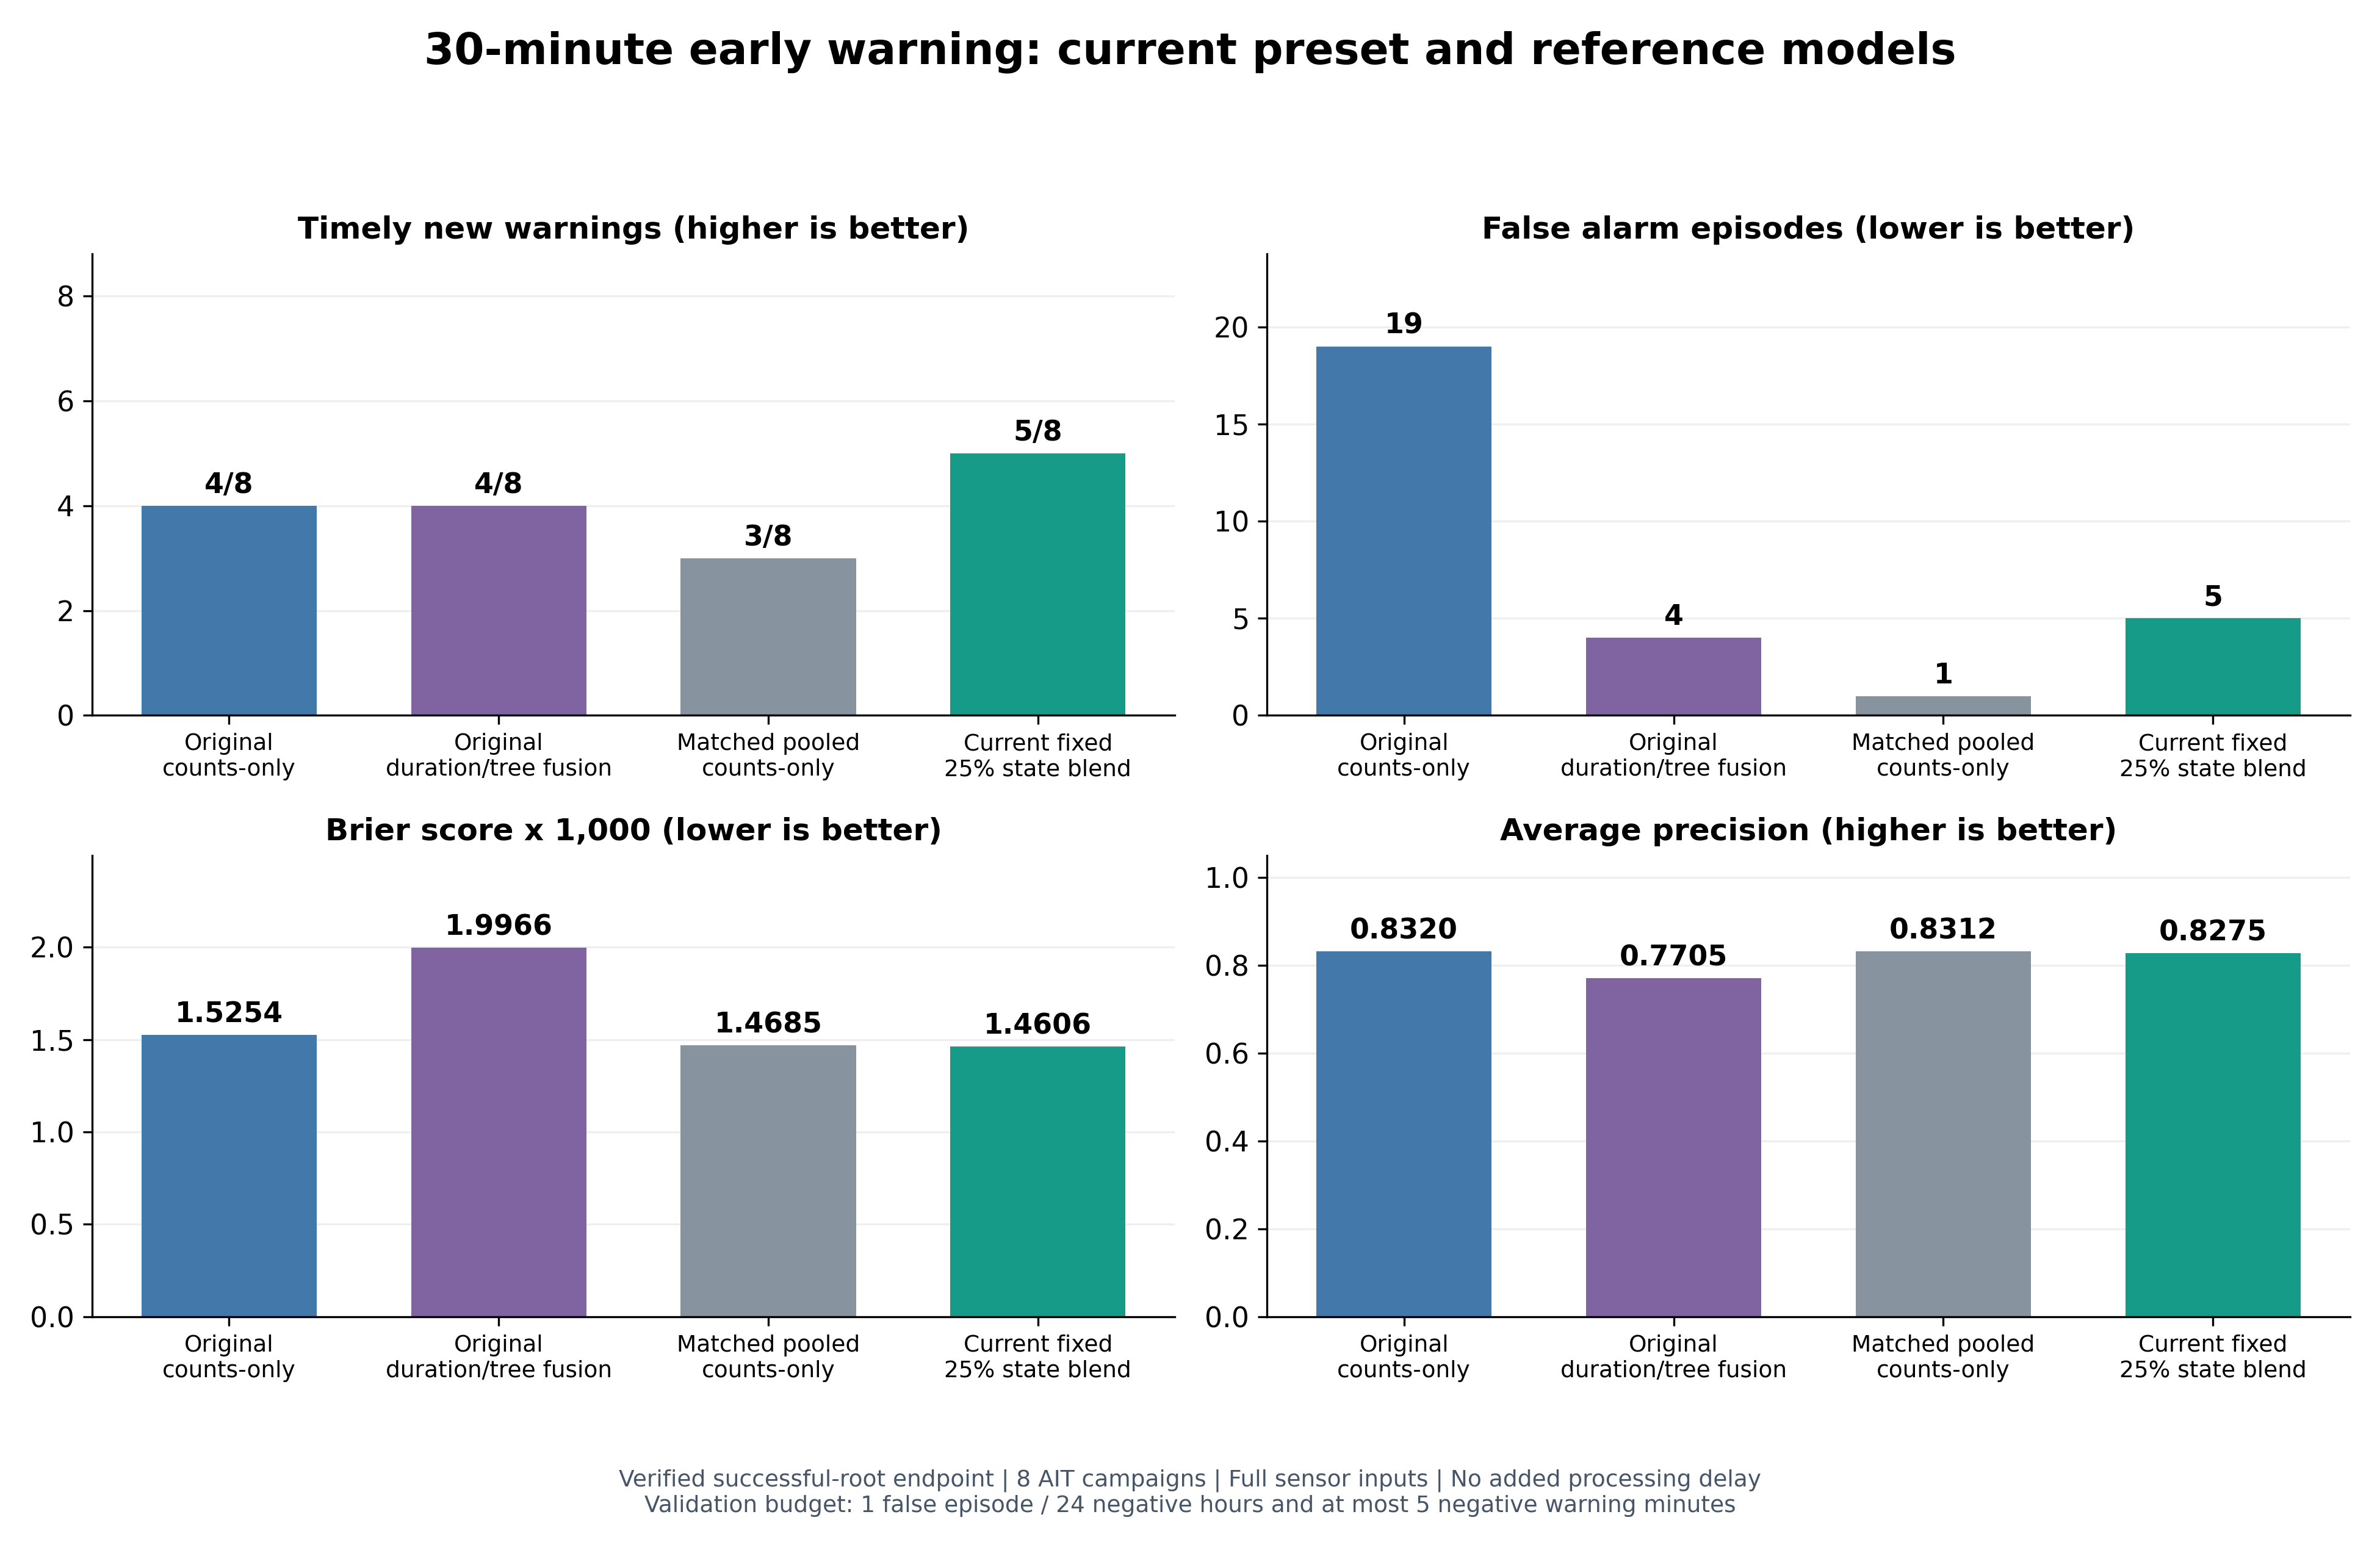 30-minute early warning: current preset and reference models
Timely new warnings (higher is better)
8
6
4
2
0
4/8
4/8
3/8
5/8
Original
counts-only
Original
duration/tree fusion
Matched pooled
counts-only
Current fixed
25% state blend
False alarm episodes (lower is better)
20
15
10
5
0
19
4
1
5
Original
counts-only
Original
duration/tree fusion
Matched pooled
counts-only
Current fixed
25% state blend
Brier score x 1,000 (lower is better)
2.0
1.5
1.0
0.5
0.0
1.5254
1.9966
1.4685
1.4606
Original
counts-only
Original
duration/tree fusion
Matched pooled
counts-only
Current fixed
25% state blend
Average precision (higher is better)
1.0
0.8
0.6
0.4
0.2
0.0
0.8320
0.7705
0.8312
0.8275
Original
counts-only
Original
duration/tree fusion
Matched pooled
counts-only
Current fixed
25% state blend
Verified successful-root endpoint | 8 AIT campaigns | Full sensor inputs | No added processing delay
Validation budget: 1 false episode / 24 negative hours and at most 5 negative warning minutes